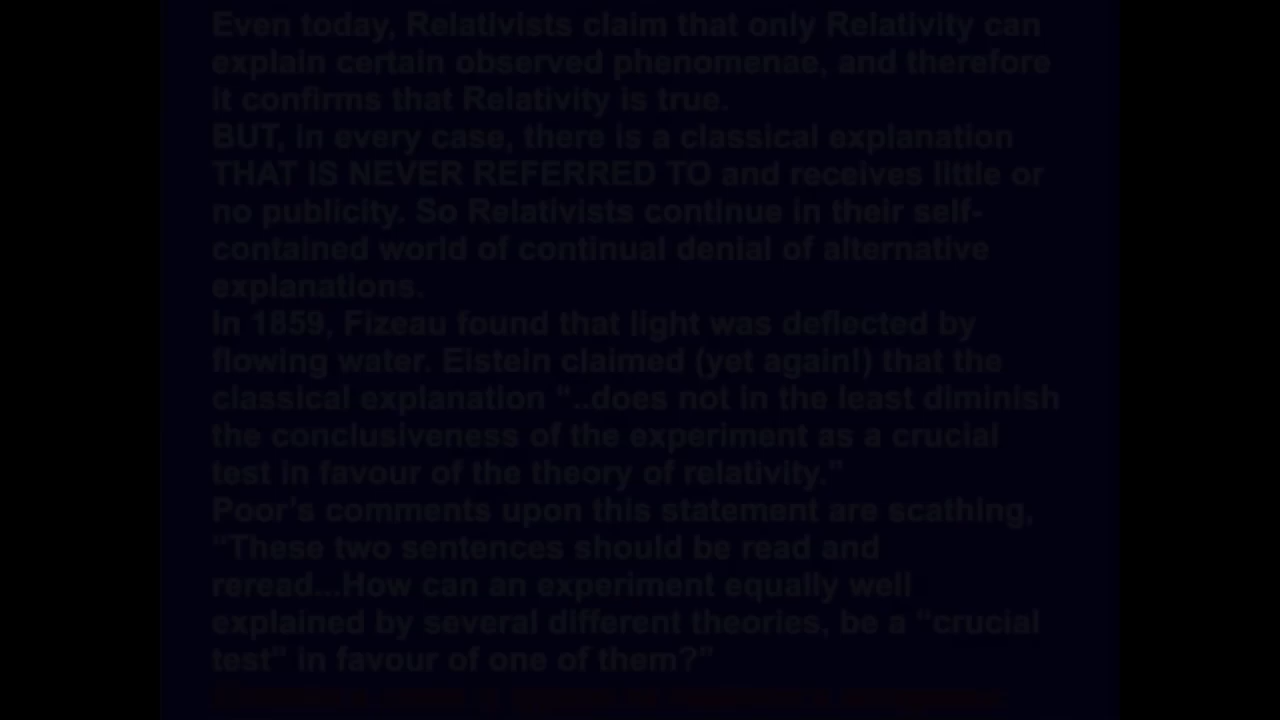 Even today, Relativists claim that only Relativity can
explain certain observed phenomenae, and therefore
it confirms that Relativity is true.
BUT, in every case, there is a classical explanation
THAT IS NEVER REFERRED TO and receives little or
no publicity. So Relativists continue in their self-
contained world of continual denial of alternative
explanations.
In 1859, Fizeau found that light was deflected by
flowing water. Eistein claimed (yet again!) that the
classical explanation “..does not in the least diminish
the conclusiveness of the experiment as a crucial
test in favour of the theory of relativity.”
Poor’s comments upon this statement are scathing,
“These two sentences should be read and
reread...How can an experiment equally well
explained by several different theories, be a “crucial
test” in favour of one of them?”